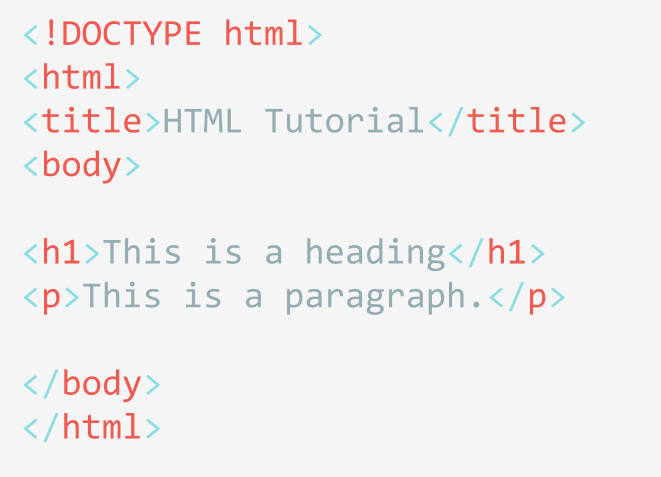 <!DOCTYPE html>
<html>
<title>HTML Tutorial</title>
<body>
<h1>This is a heading</h1>
<p>This is a paragraph.</p>
</body>
</html>